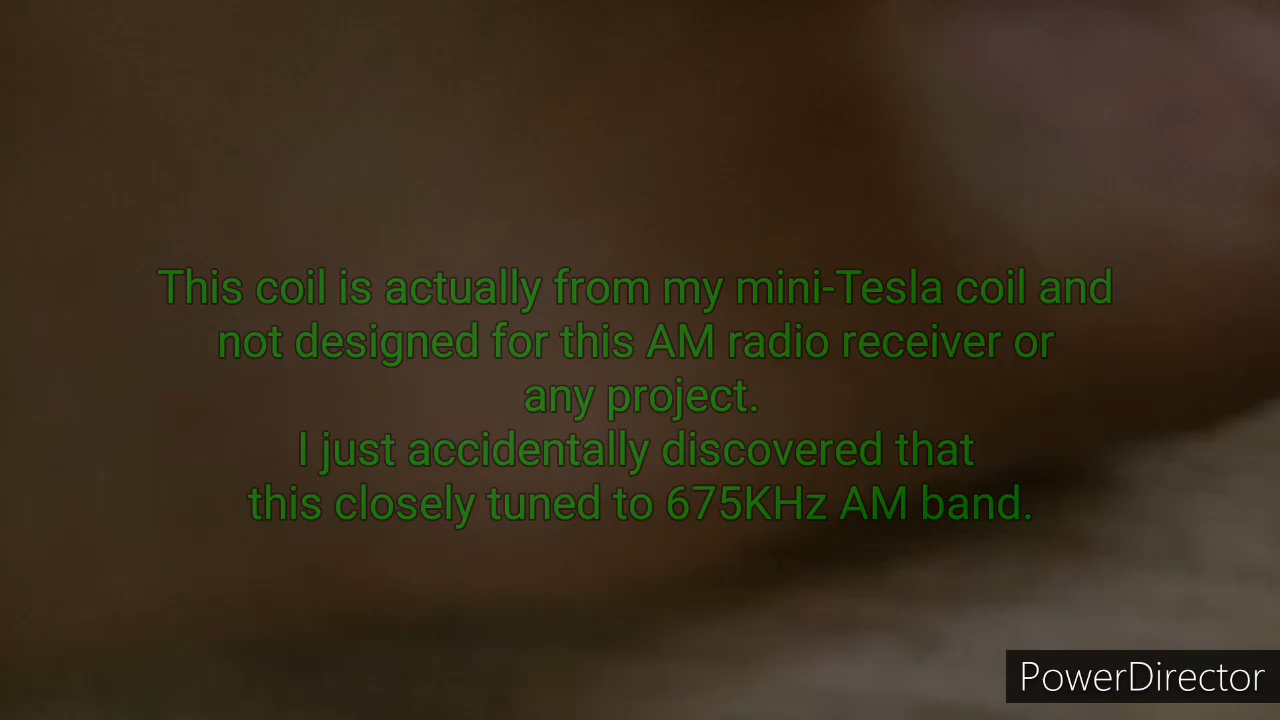 This coil is actually from my mini-Tesla coil and
not designed for this AM radio receiver or
any project.
I just accidentally discovered that
this closely tuned to 675KHz AM band.
PowerDirector